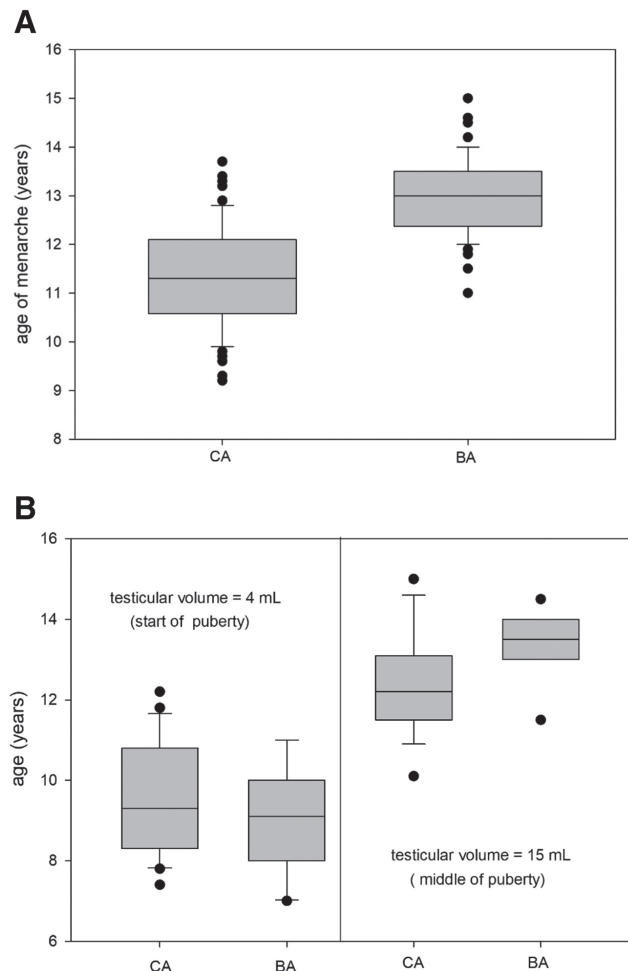 A
16
15
14
13
12
11
10
9
8
age of menarche (years)
CA BA
B
16
14
12
10
8
6
age (years)
testicular volume = 4 mL
(start of puberty)
testicular volume = 15 mL
( middle of puberty)
CA BA CA BA